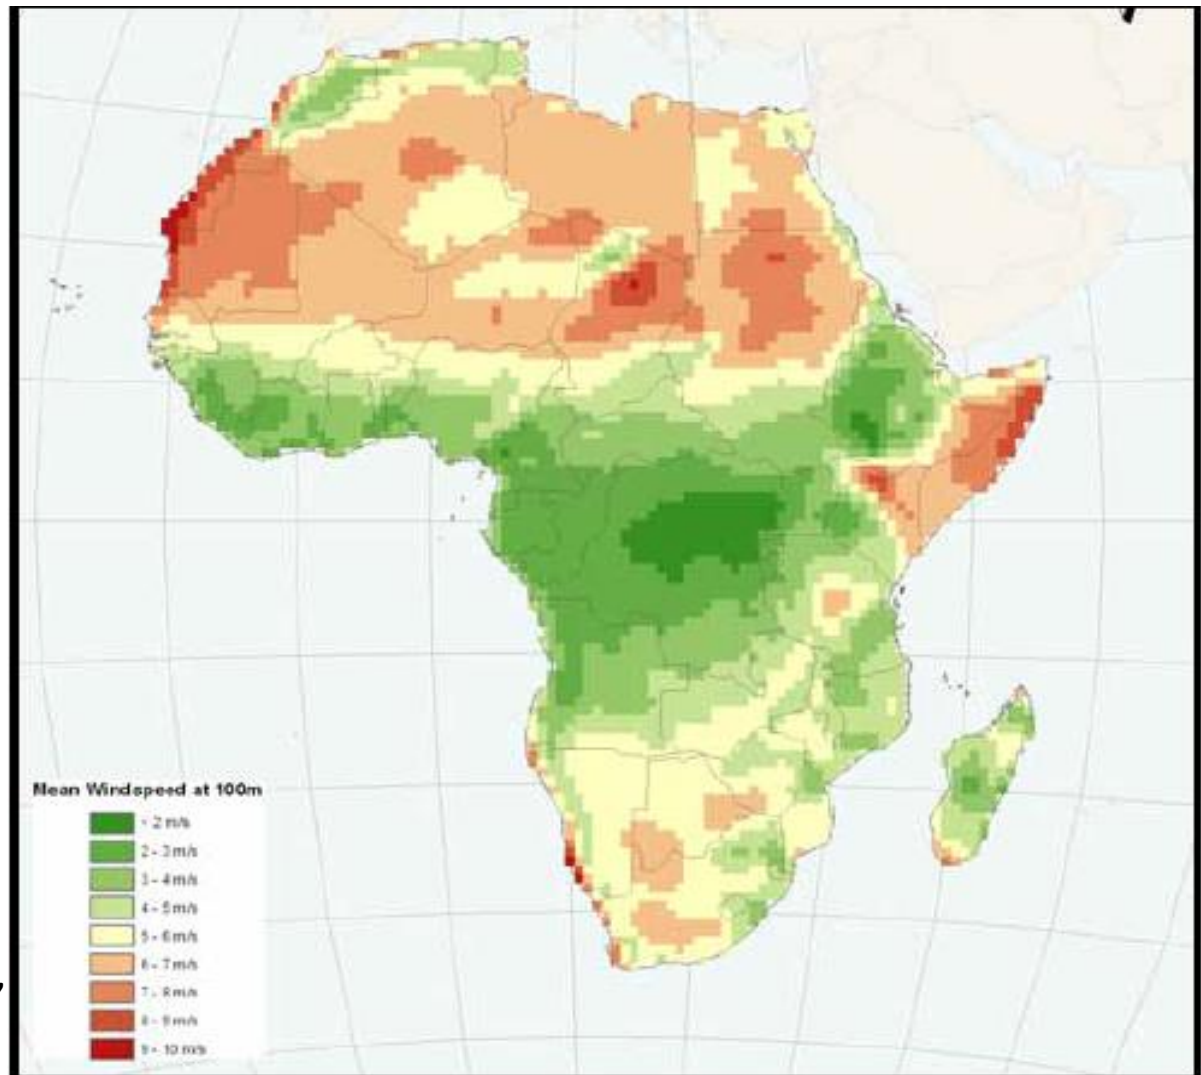 Mean Windspeed at 100m
< 2 m/s
2 - 3 m/s
3 - 4 m/s
4 - 5 m/s
5 - 6 m/s
6 - 7 m/s
7 - 8 m/s
8 - 9 m/s
9 - 10 m/s
,